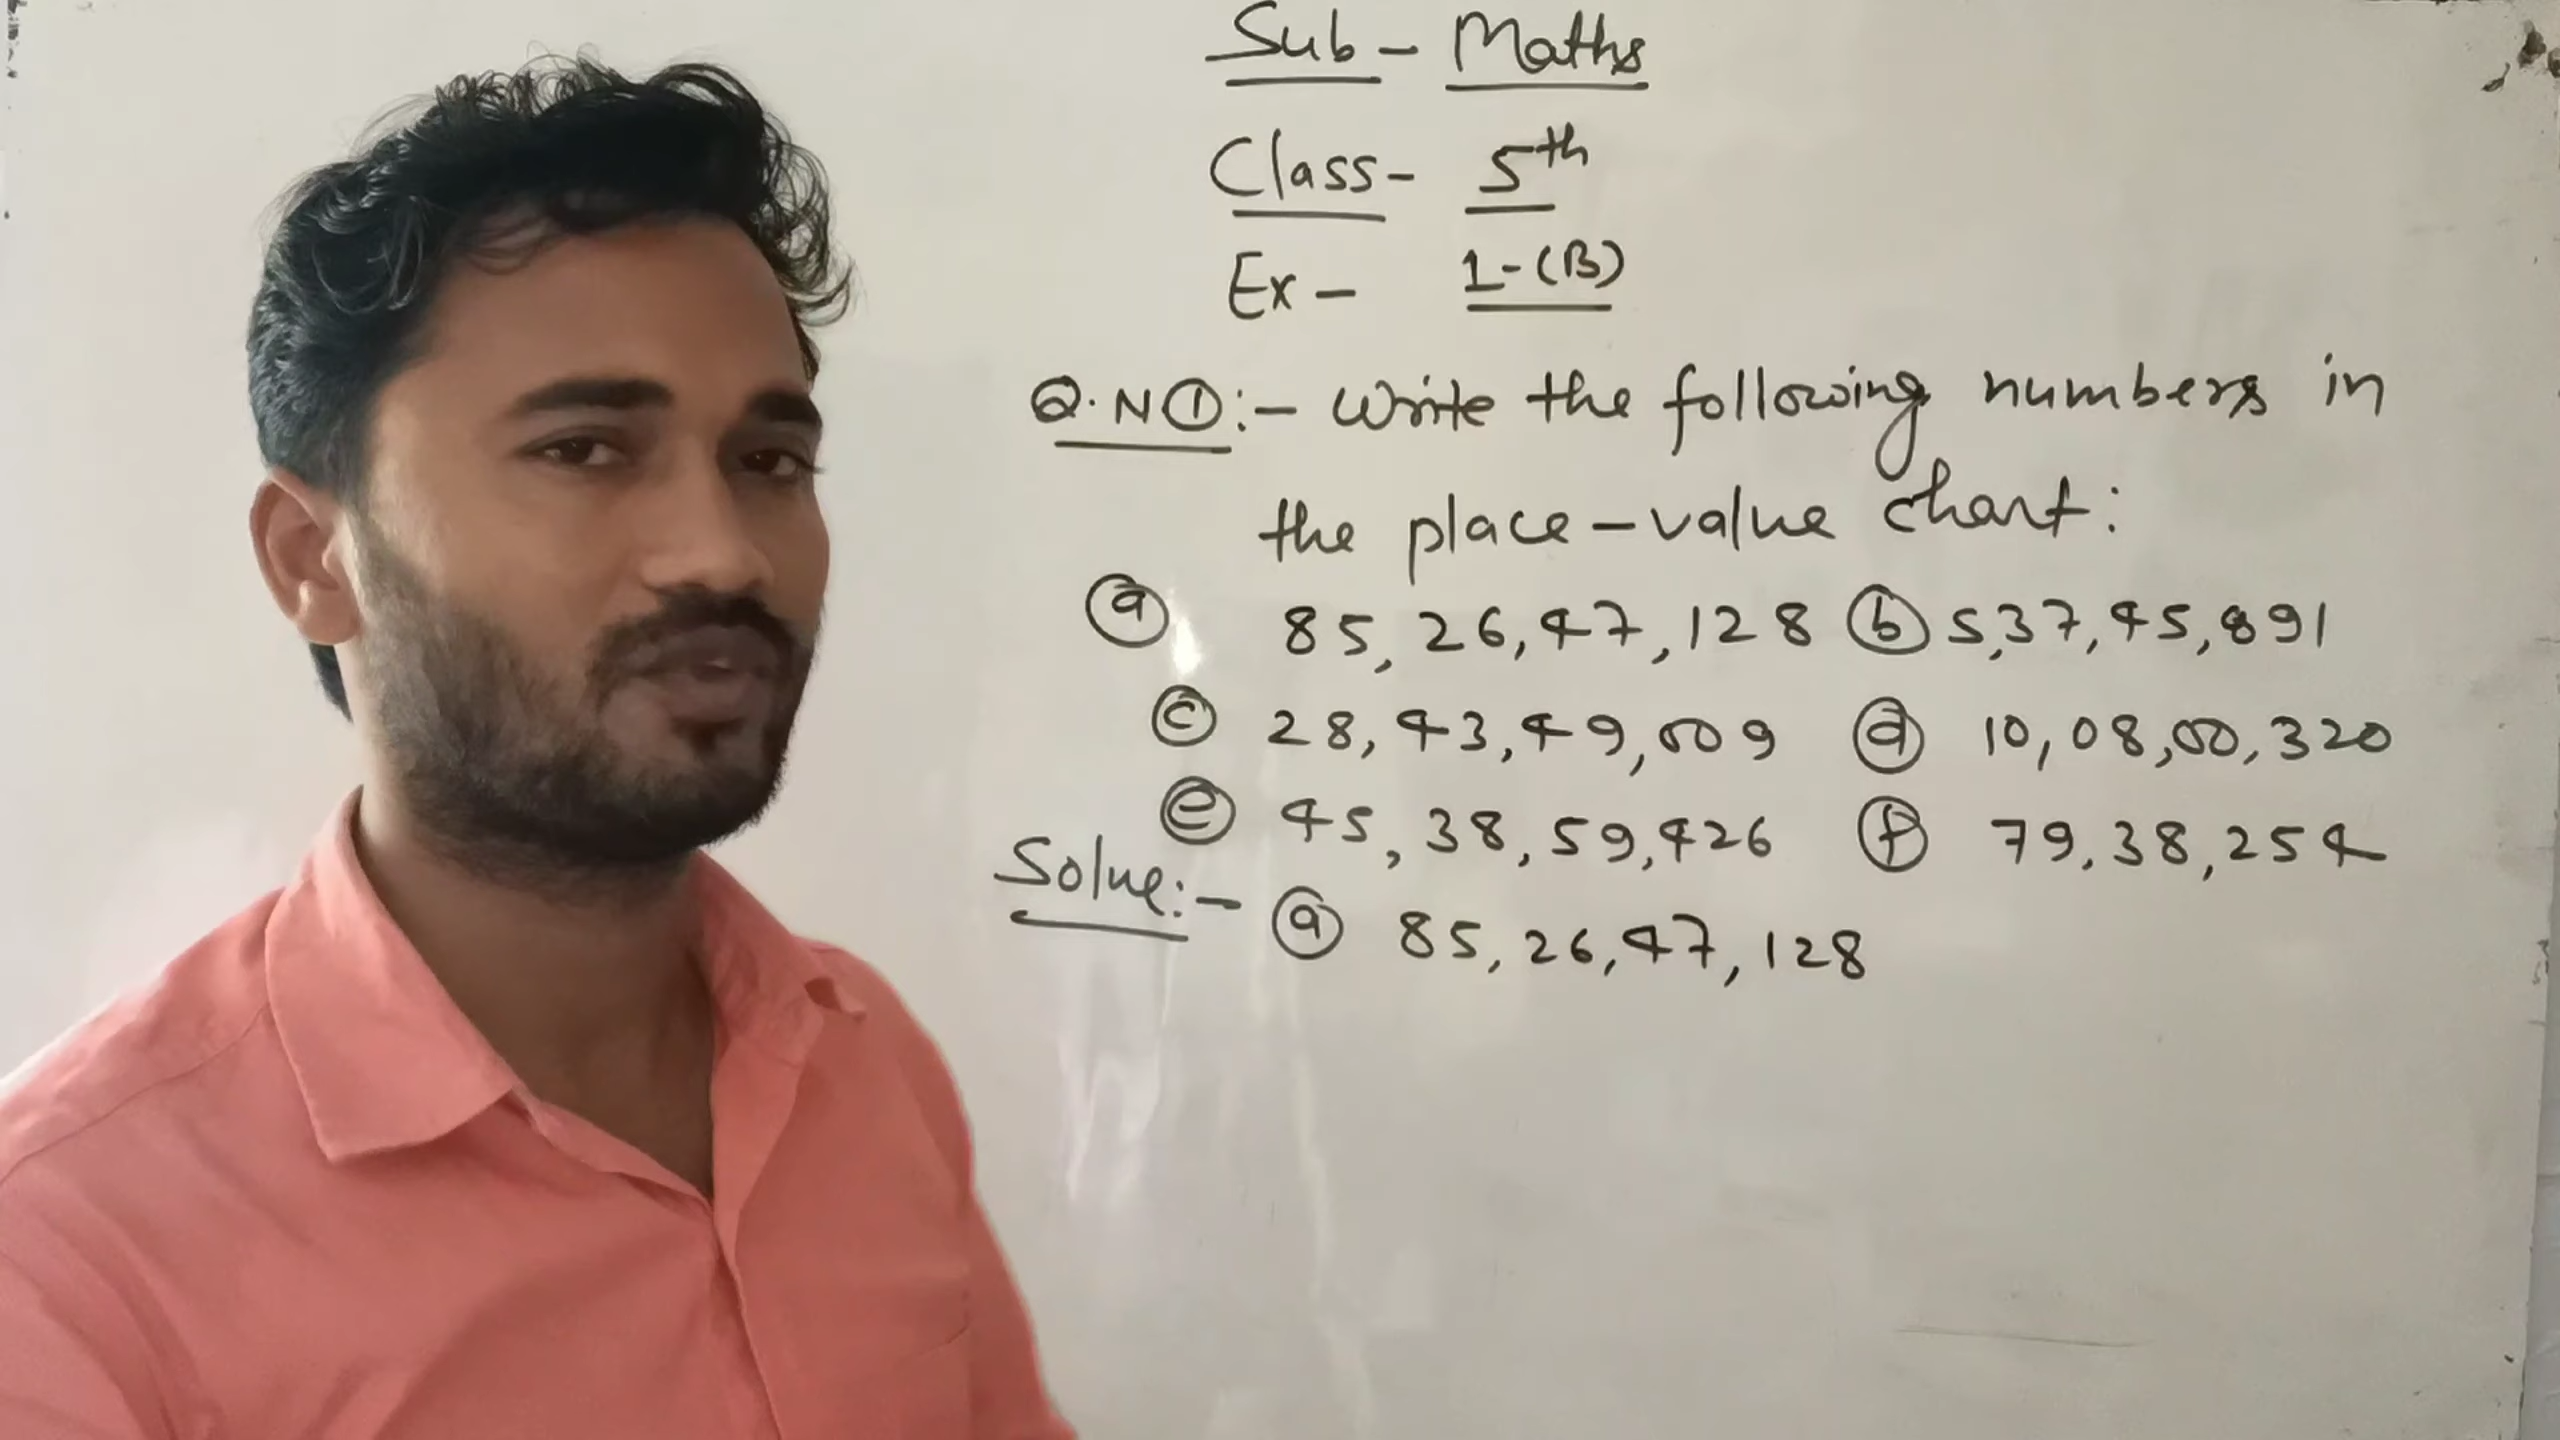 Sub - Maths
Class - 5th
Ex - 1-(B)
Q.N ①:- Write the following numbers in
the place-value chart:
ⓐ 85,26,47,128 ⓑ 5,37,45,891
ⓒ 28,43,49,009 ⓓ 10,08,00,320
ⓔ 45,38,59,426 ⓕ 79,38,254
Solve:- ⓐ 85,26,47,128